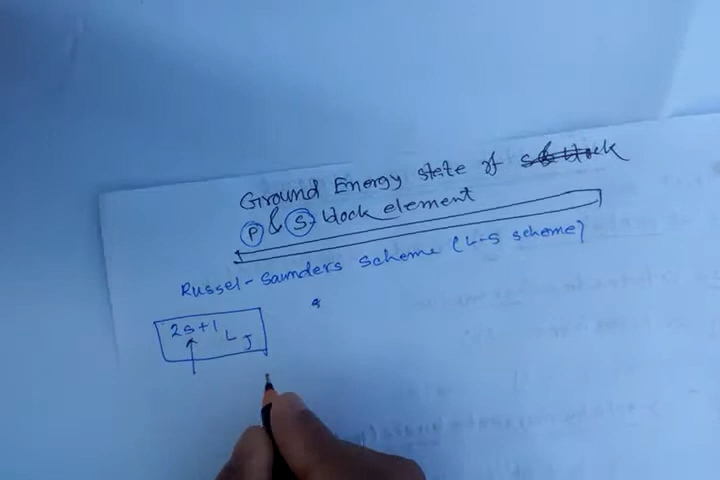 Ground Energy state of
P & S-block element
Russel-Saunders scheme (L-S scheme)
2s+1 L J